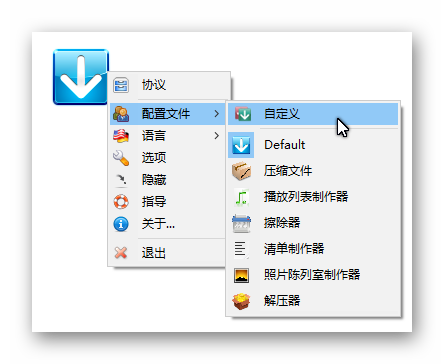 协议
配置文件
语言
选项
隐藏
指导
关于...
退出
自定义
Default
压缩文件
播放列表制作器
擦除器
清单制作器
照片陈列室制作器
解压器